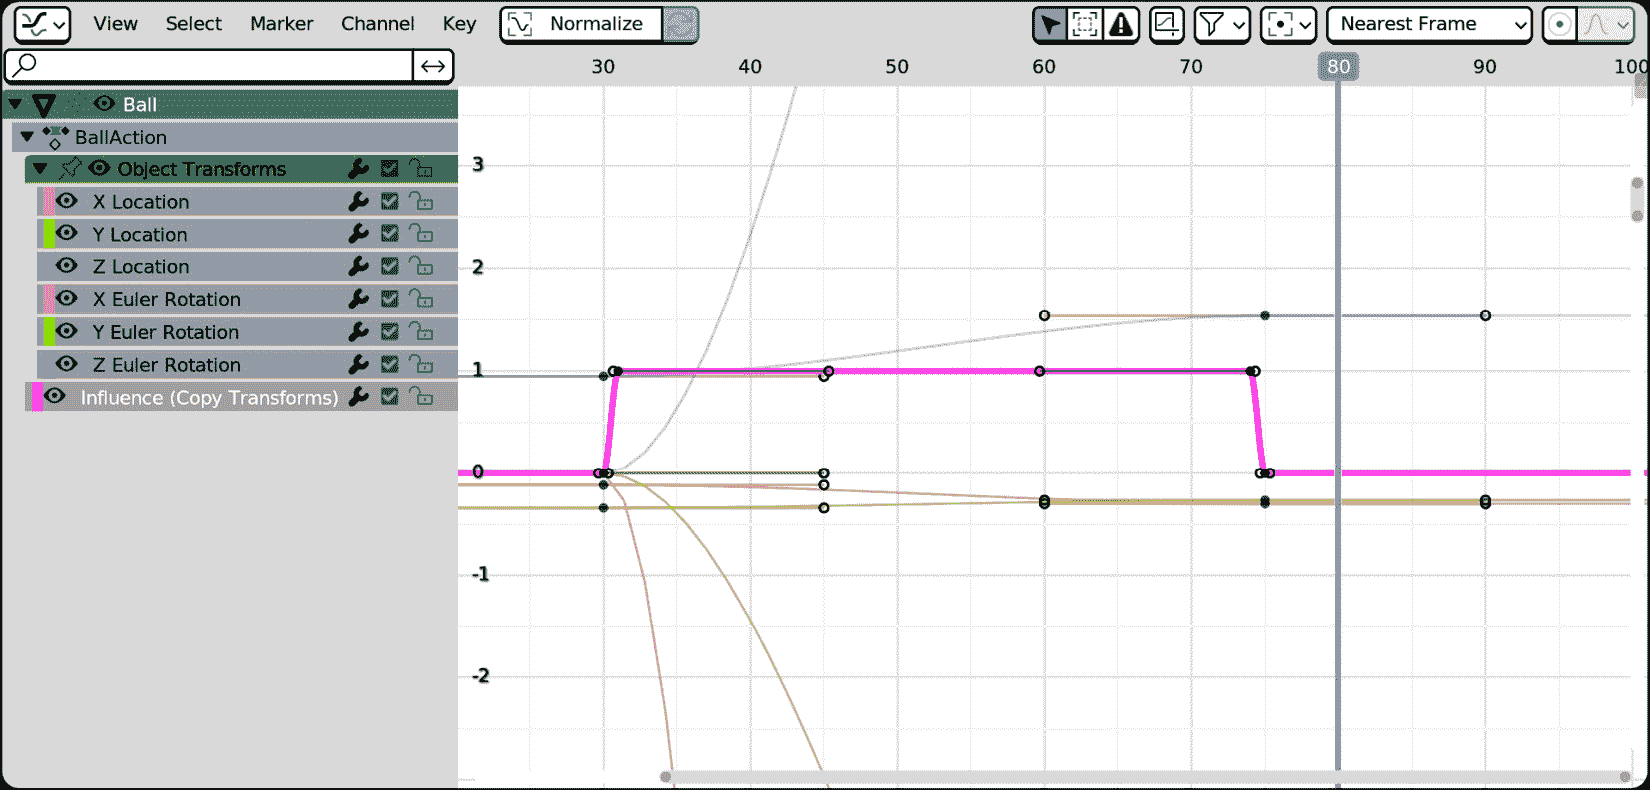 View Select Marker Channel Key Normalize Nearest Frame
30 40 50 60 70 80 90 100
Ball
BallAction
Object Transforms
X Location
Y Location
Z Location
X Euler Rotation
Y Euler Rotation
Z Euler Rotation
Influence (Copy Transforms)
3
2
1
0
-1
-2